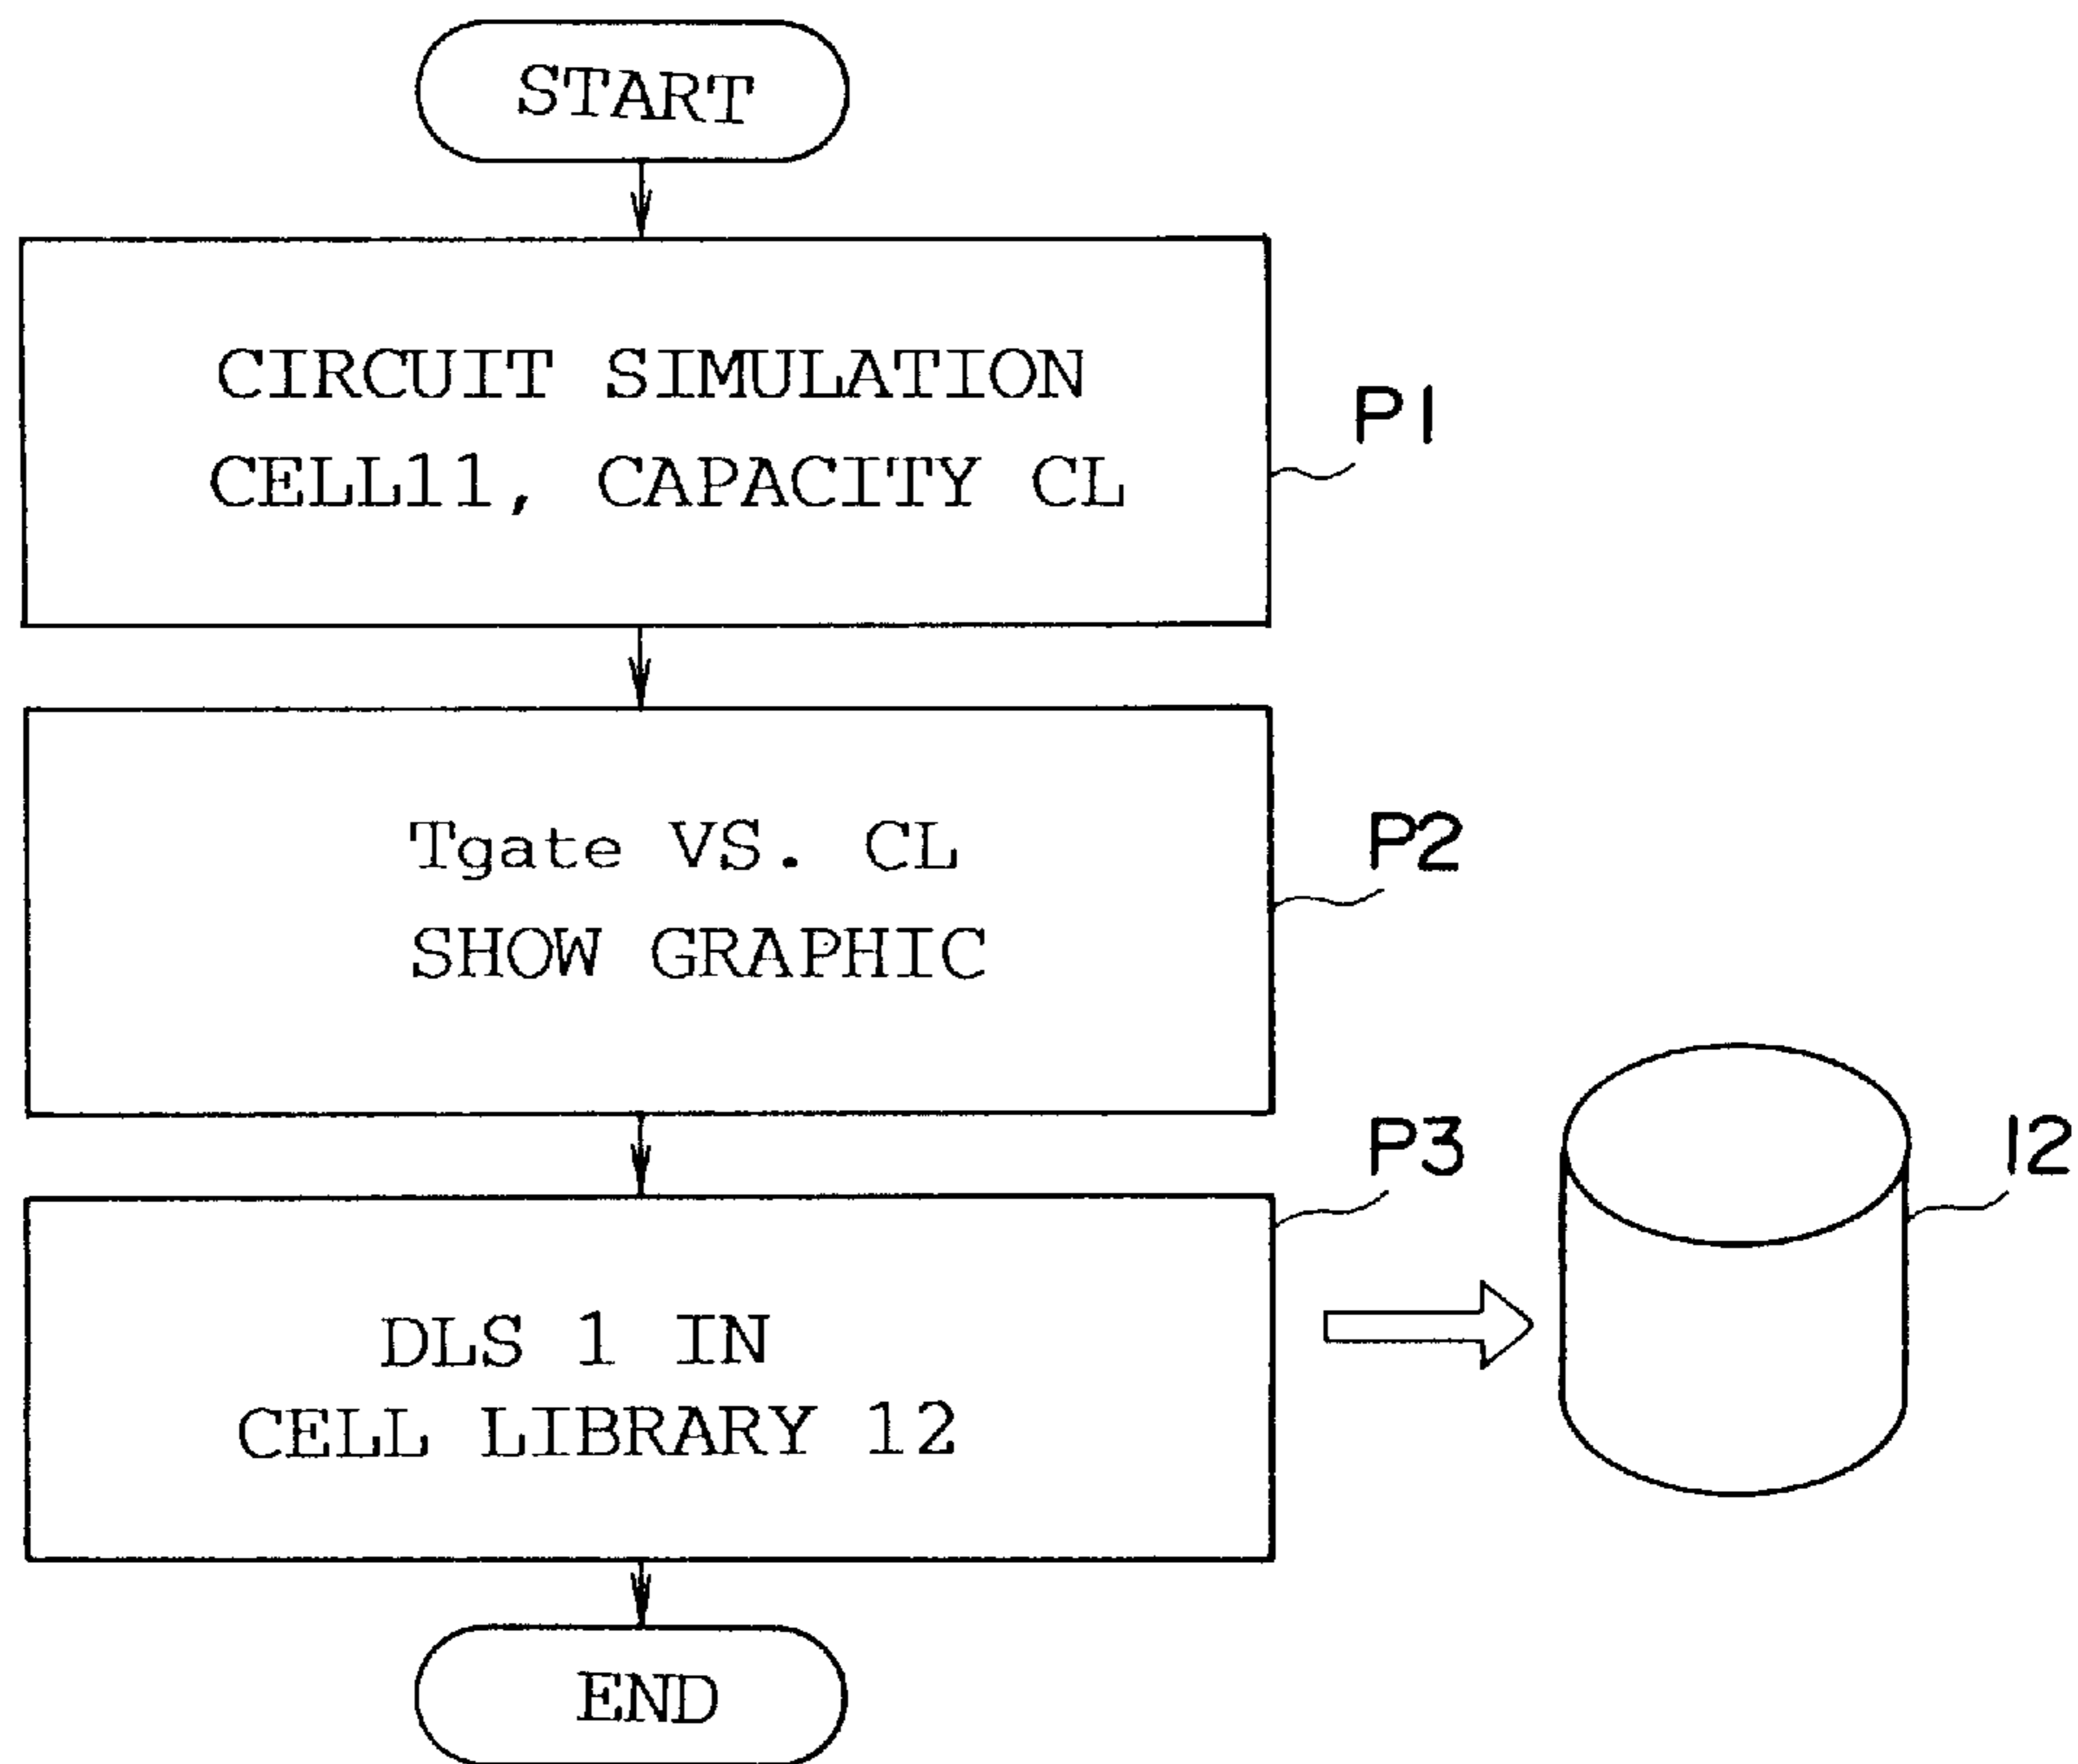 START
CIRCUIT SIMULATION
CELL11, CAPACITY CL
P1
Tgate VS. CL
SHOW GRAPHIC
P2
P3
12
DLS 1 IN
CELL LIBRARY 12
END